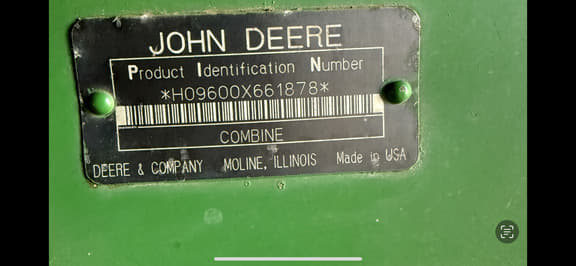 JOHN DEERE
Product Identification Number
*H09600X661878*
COMBINE
DEERE & COMPANY MOLINE, ILLINOIS Made in USA